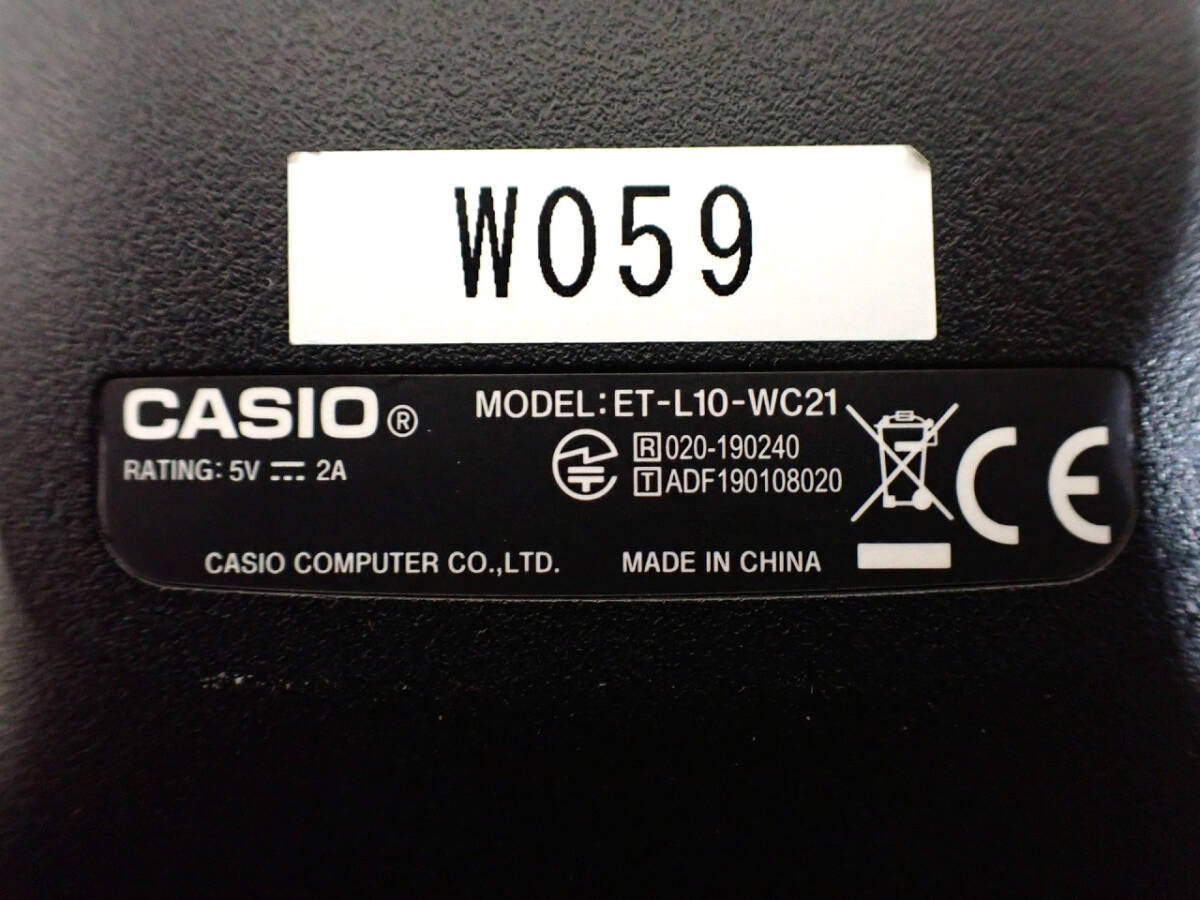 W059
CASIO®
MODEL: ET-L10-WC21
RATING: 5V ⎓ 2A
R 020-190240
T ADF190108020
CASIO COMPUTER CO.,LTD. MADE IN CHINA
CE